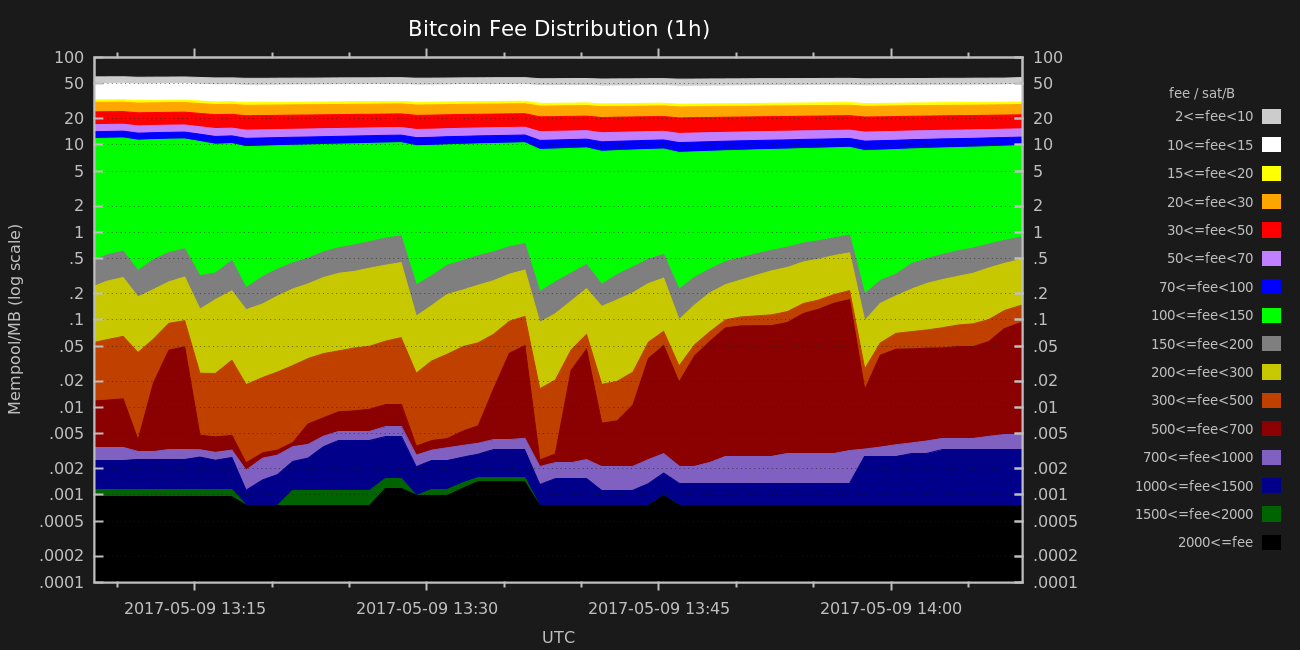 Bitcoin Fee Distribution (1h)
Mempool/MB (log scale)
100
50
20
10
5
2
1
.5
.2
.1
.05
.02
.01
.005
.002
.001
.0005
.0002
.0001
100
50
20
10
5
2
1
.5
.2
.1
.05
.02
.01
.005
.002
.001
.0005
.0002
.0001
2017-05-09 13:15
2017-05-09 13:30
2017-05-09 13:45
2017-05-09 14:00
UTC
fee / sat/B
2<=fee<10
10<=fee<15
15<=fee<20
20<=fee<30
30<=fee<50
50<=fee<70
70<=fee<100
100<=fee<150
150<=fee<200
200<=fee<300
300<=fee<500
500<=fee<700
700<=fee<1000
1000<=fee<1500
1500<=fee<2000
2000<=fee